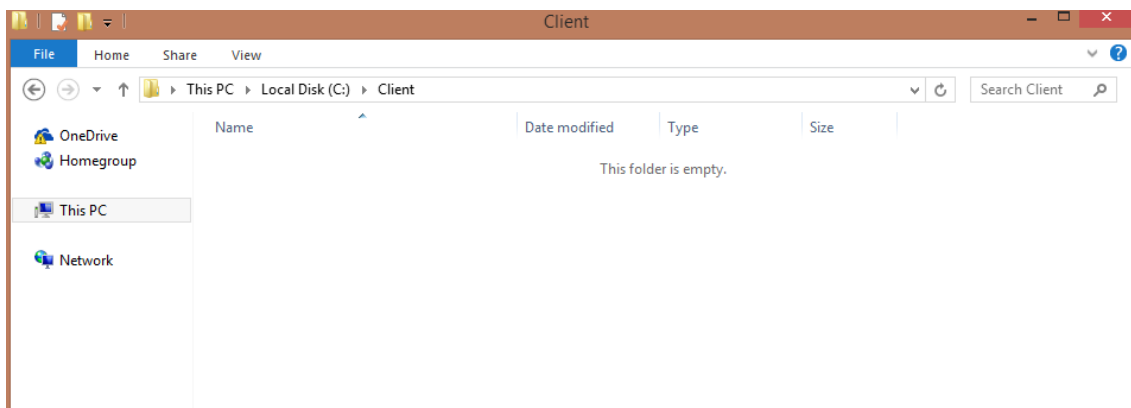 Client
File Home Share View
This PC Local Disk (C:) Client Search Client
OneDrive Name Date modified Type Size
Homegroup This folder is empty.
This PC
Network